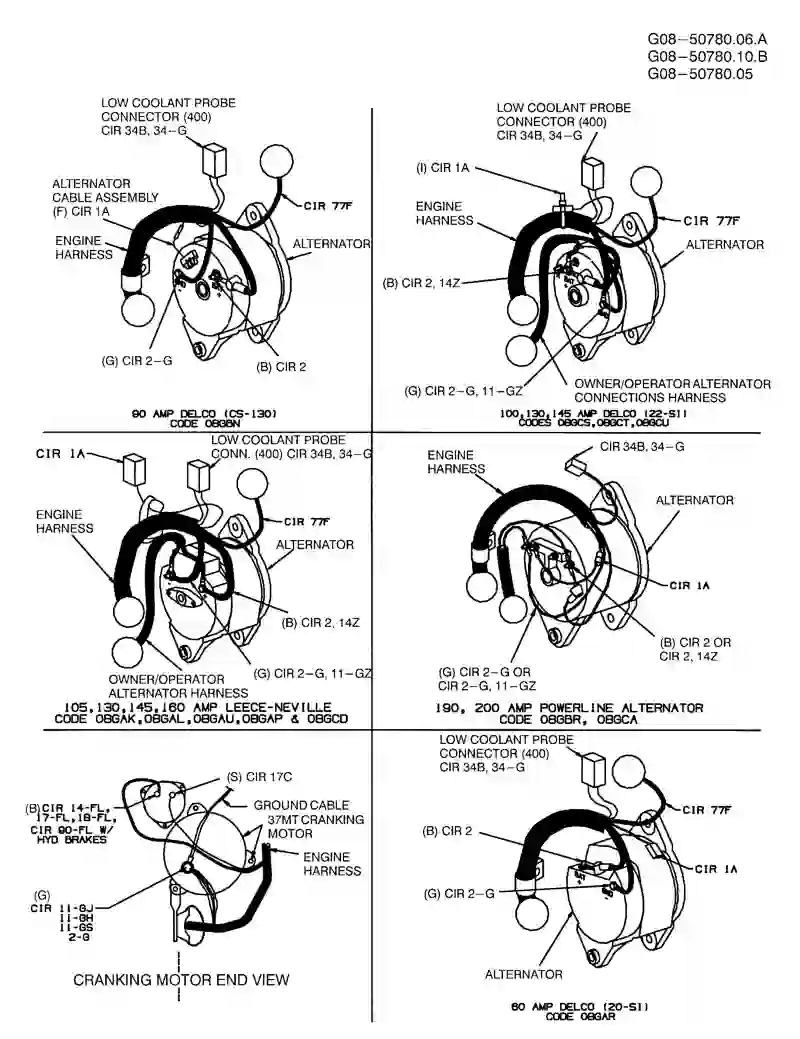 G08-50780.06.A
G08-50780.10.B
G08-50780.05
LOW COOLANT PROBE
CONNECTOR (400)
CIR 34B, 34-G
ALTERNATOR
CABLE ASSEMBLY
(F) CIR 1A
CIR 77F
ENGINE
HARNESS
ALTERNATOR
(G) CIR 2-G
(B) CIR 2
90 AMP DELCO (CS-130)
CODE 08GBN
LOW COOLANT PROBE
CONNECTOR (400)
CIR 34B, 34-G
(I) CIR 1A
ENGINE
HARNESS
CIR 77F
ALTERNATOR
(B) CIR 2, 14Z
BAT
(G) CIR 2-G, 11-GZ
OWNER/OPERATOR ALTERNATOR
CONNECTIONS HARNESS
100,130,145 AMP DELCO (22-SI)
CODES 08GCS,08GCT,08GCU
CIR 1A
LOW COOLANT PROBE
CONN. (400) CIR 34B, 34-G
ENGINE
HARNESS
CIR 77F
ALTERNATOR
(B) CIR 2, 14Z
(G) CIR 2-G, 11-GZ
OWNER/OPERATOR
ALTERNATOR HARNESS
105,130,145,160 AMP LEECE-NEVILLE
CODE 08GAK,08GAL,08GAU,08GAP & 08GCD
CIR 34B, 34-G
ENGINE
HARNESS
ALTERNATOR
CIR 1A
(B) CIR 2 OR
CIR 2, 14Z
(G) CIR 2-G OR
CIR 2-G, 11-GZ
190, 200 AMP POWERLINE ALTERNATOR
CODE 08GBR, 08GCA
(S) CIR 17C
(B) CIR 14-FL,
17-FL,18-FL,
CIR 90-FL W/
HYD BRAKES
GROUND CABLE
37MT CRANKING
MOTOR
ENGINE
HARNESS
(G)
CIR 11-GJ
11-GH
11-GS
2-G
CRANKING MOTOR END VIEW
LOW COOLANT PROBE
CONNECTOR (400)
CIR 34B, 34-G
CIR 77F
(B) CIR 2
CIR 1A
BAT
(G) CIR 2-G
ALTERNATOR
60 AMP DELCO (20-SI)
CODE 08GAR